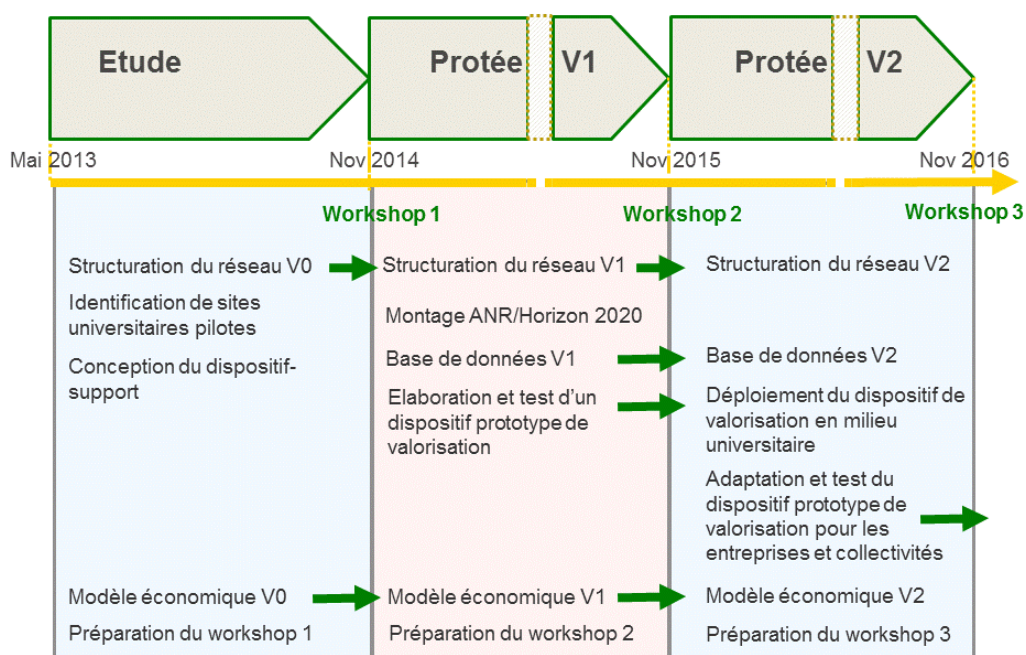 Etude
Protée V1
Protée V2
Mai 2013
Nov 2014
Nov 2015
Nov 2016
Workshop 1
Workshop 2
Workshop 3
Structuration du réseau V0
Identification de sites
universitaires pilotes
Conception du dispositif-
support
Modèle économique V0
Préparation du workshop 1
Structuration du réseau V1
Montage ANR/Horizon 2020
Base de données V1
Elaboration et test d'un
dispositif prototype de
valorisation
Modèle économique V1
Préparation du workshop 2
Structuration du réseau V2
Base de données V2
Déploiement du dispositif de
valorisation en milieu
universitaire
Adaptation et test du
dispositif prototype de
valorisation pour les
entreprises et collectivités
Modèle économique V2
Préparation du workshop 3